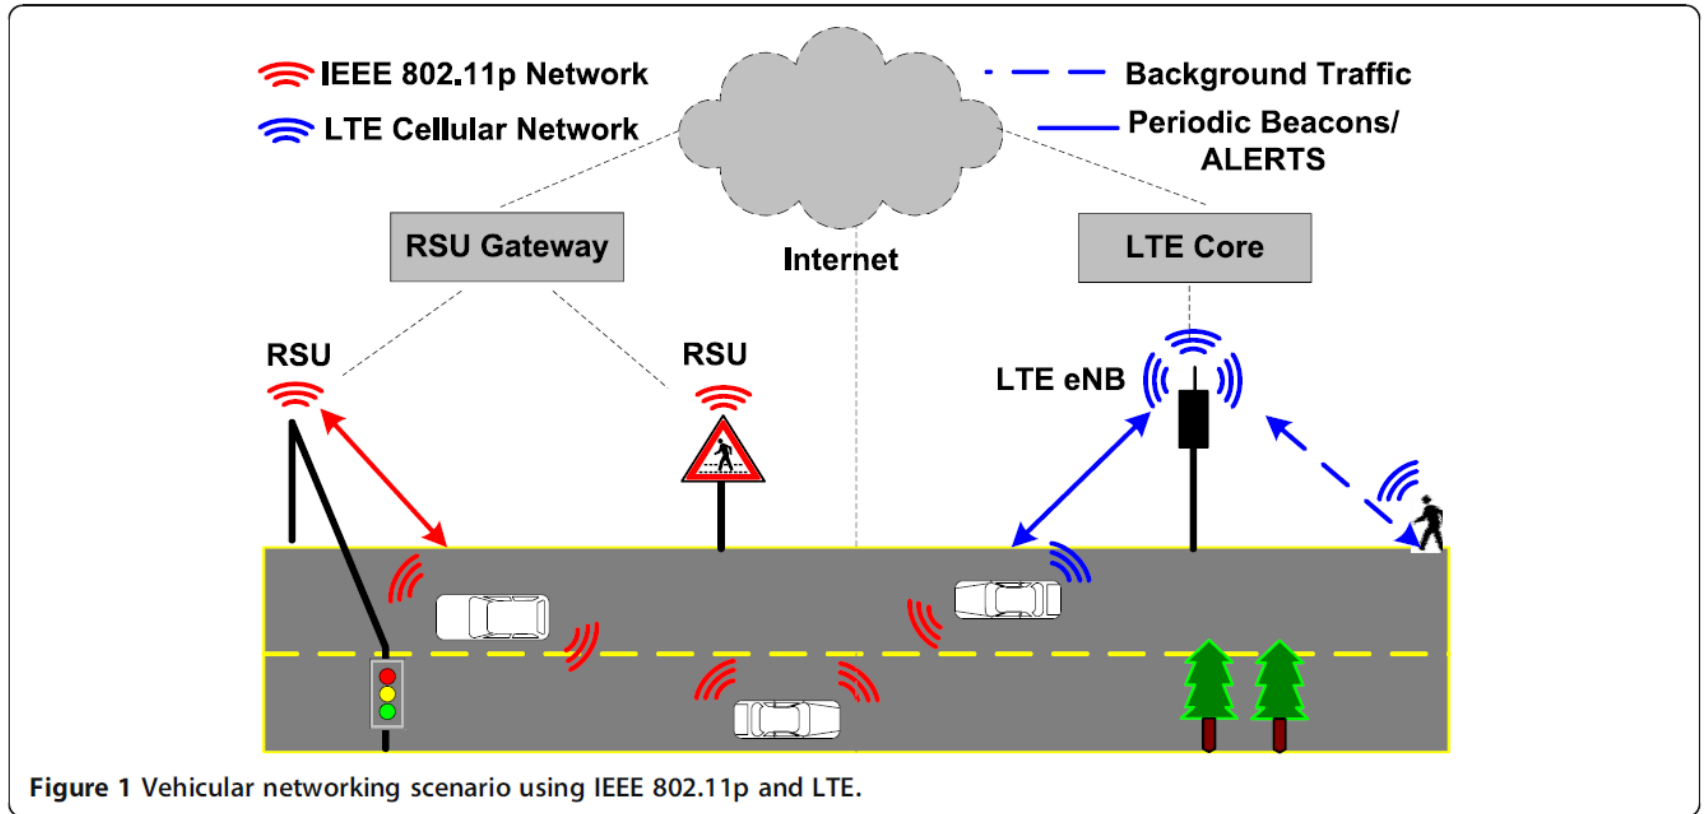 IEEE 802.11p Network
LTE Cellular Network
Background Traffic
Periodic Beacons/
ALERTS
RSU Gateway
Internet
LTE Core
RSU
RSU
LTE eNB
Figure 1 Vehicular networking scenario using IEEE 802.11p and LTE.